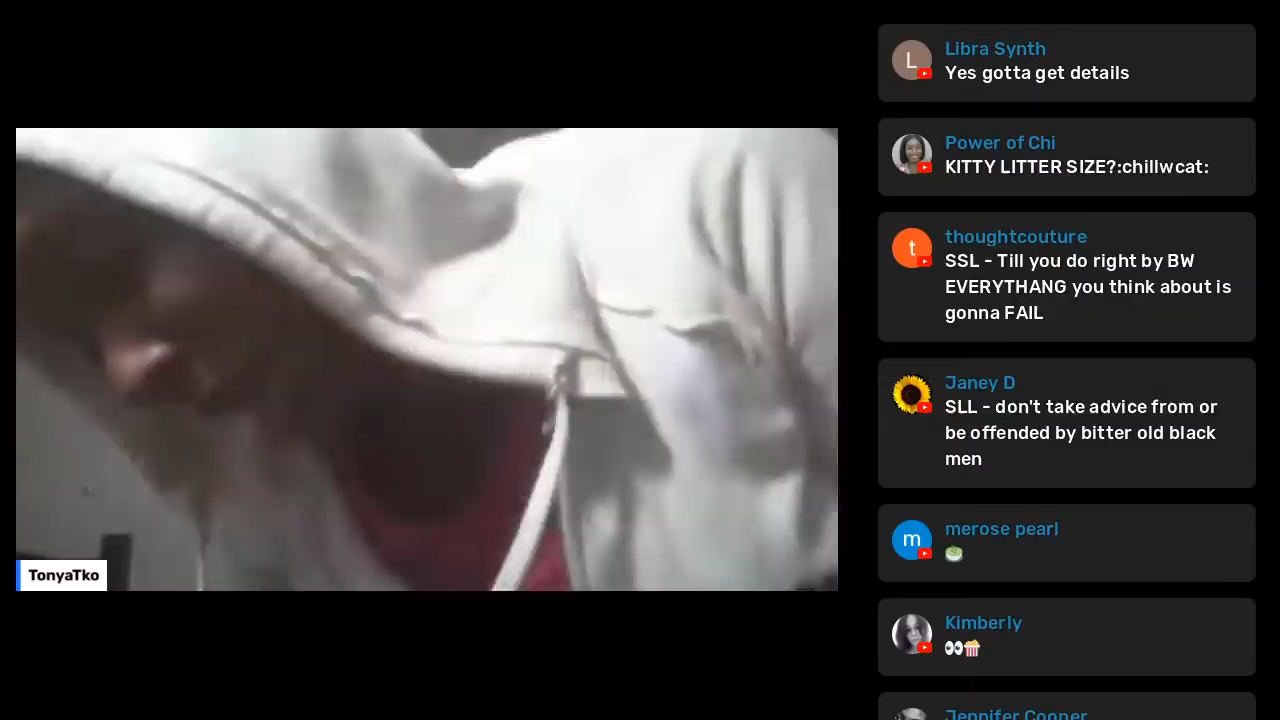 Libra Synth
Yes gotta get details
Power of Chi
KITTY LITTER SIZE?:chillwcat:
thoughtcouture
SSL - Till you do right by BW
EVERYTHANG you think about is
gonna FAIL
Janey D
SLL - don't take advice from or
be offended by bitter old black
men
merose pearl
Kimberly
Jennifer Cooper
L
t
m
TonyaTko